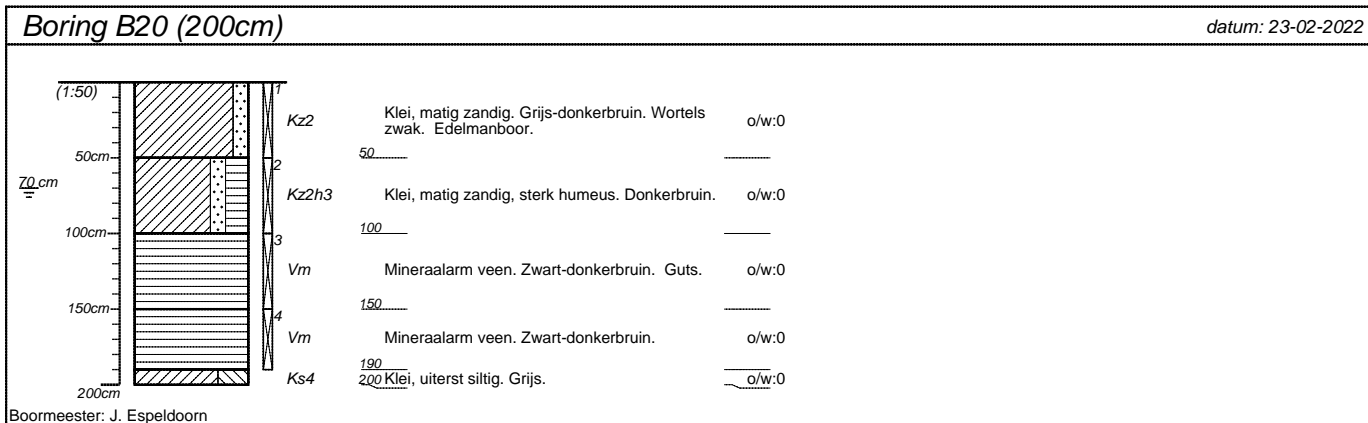 Boring B20 (200cm)
datum: 23-02-2022
(1:50)
1
Kz2
Klei, matig zandig. Grijs-donkerbruin. Wortels
zwak. Edelmanboor.
o/w:0
50cm
50
2
70 cm
Kz2h3
Klei, matig zandig, sterk humeus. Donkerbruin.
o/w:0
100cm
100
3
Vm
Mineraalarm veen. Zwart-donkerbruin. Guts.
o/w:0
150cm
150
4
Vm
Mineraalarm veen. Zwart-donkerbruin.
o/w:0
190
Ks4
200 Klei, uiterst siltig. Grijs.
o/w:0
200cm
Boormeester: J. Espeldoorn